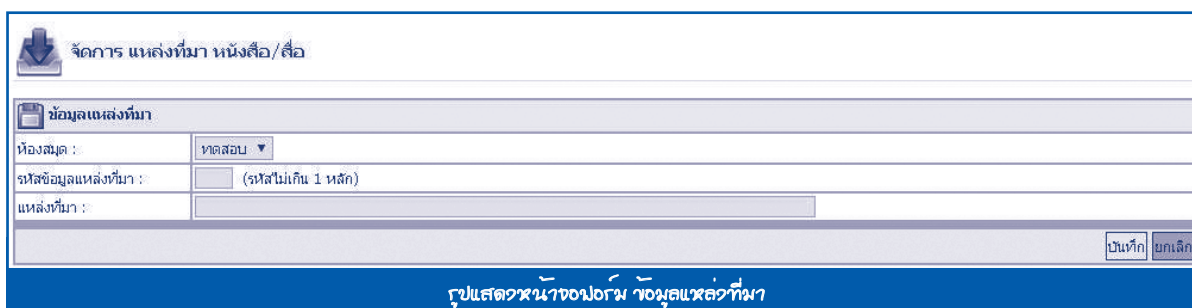 จัดการ แหล่งที่มา หนังสือ/สื่อ
ข้อมูลแหล่งที่มา
ห้องสมุด : ทดสอบ ▼
รหัสข้อมูลแหล่งที่มา : (รหัสไม่เกิน 1 หลัก)
แหล่งที่มา :
บันทึก ยกเลิก
รูปแสดงหน้าจอฟอร์ม ข้อมูลแหล่งที่มา